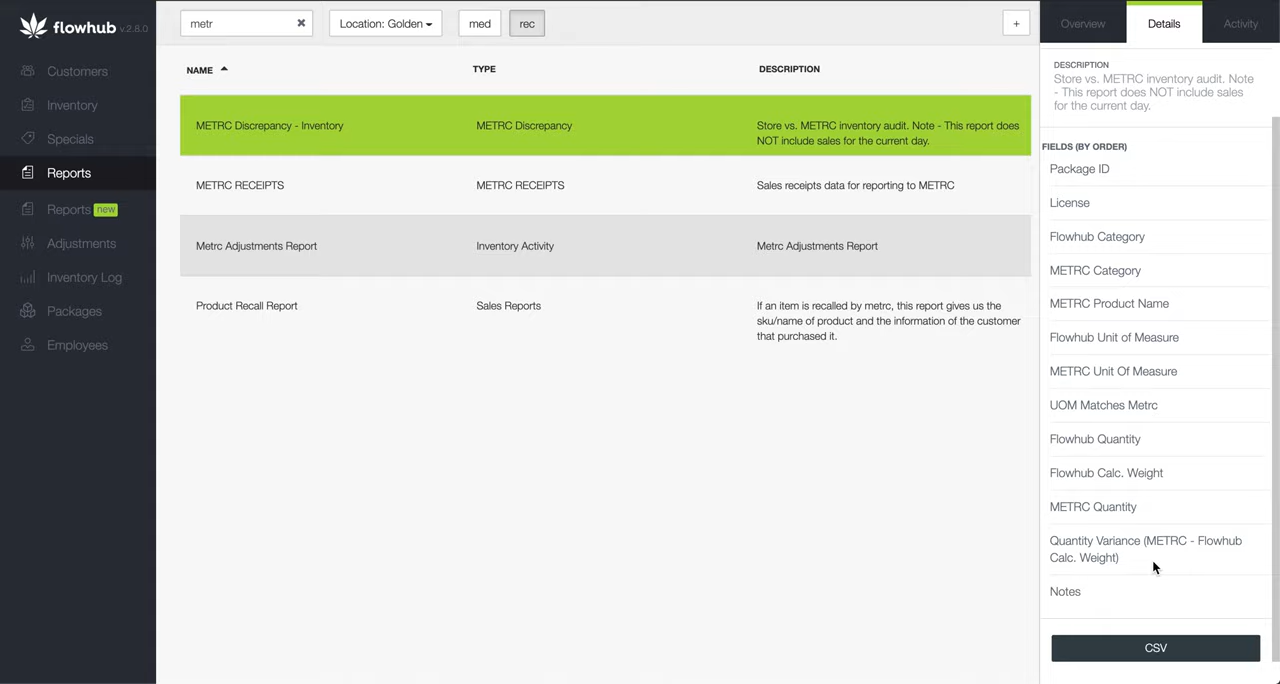 flowhub v.2.8.0
Customers
Inventory
Specials
Reports
Reports new
Adjustments
Inventory Log
Packages
Employees
metr ×
Location: Golden
med
rec
+
NAME TYPE DESCRIPTION
METRC Discrepancy - Inventory METRC Discrepancy Store vs. METRC inventory audit. Note - This report does
NOT include sales for the current day.
METRC RECEIPTS METRC RECEIPTS Sales receipts data for reporting to METRC
Metrc Adjustments Report Inventory Activity Metrc Adjustments Report
Product Recall Report Sales Reports If an item is recalled by metrc, this report gives us the
sku/name of product and the information of the customer
that purchased it.
Overview Details Activity
DESCRIPTION
Store vs. METRC inventory audit. Note
- This report does NOT include sales
for the current day.
FIELDS (BY ORDER)
Package ID
License
Flowhub Category
METRC Category
METRC Product Name
Flowhub Unit of Measure
METRC Unit Of Measure
UOM Matches Metrc
Flowhub Quantity
Flowhub Calc. Weight
METRC Quantity
Quantity Variance (METRC - Flowhub
Calc. Weight)
Notes
CSV